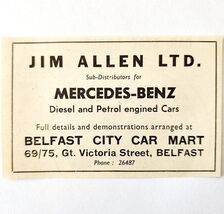 JIM ALLEN LTD.
Sub-Distributors for
MERCEDES-BENZ
Diesel and Petrol engined Cars
Full details and demonstrations arranged at
BELFAST CITY CAR MART
69/75, Gt. Victoria Street, BELFAST
Phone: 26487